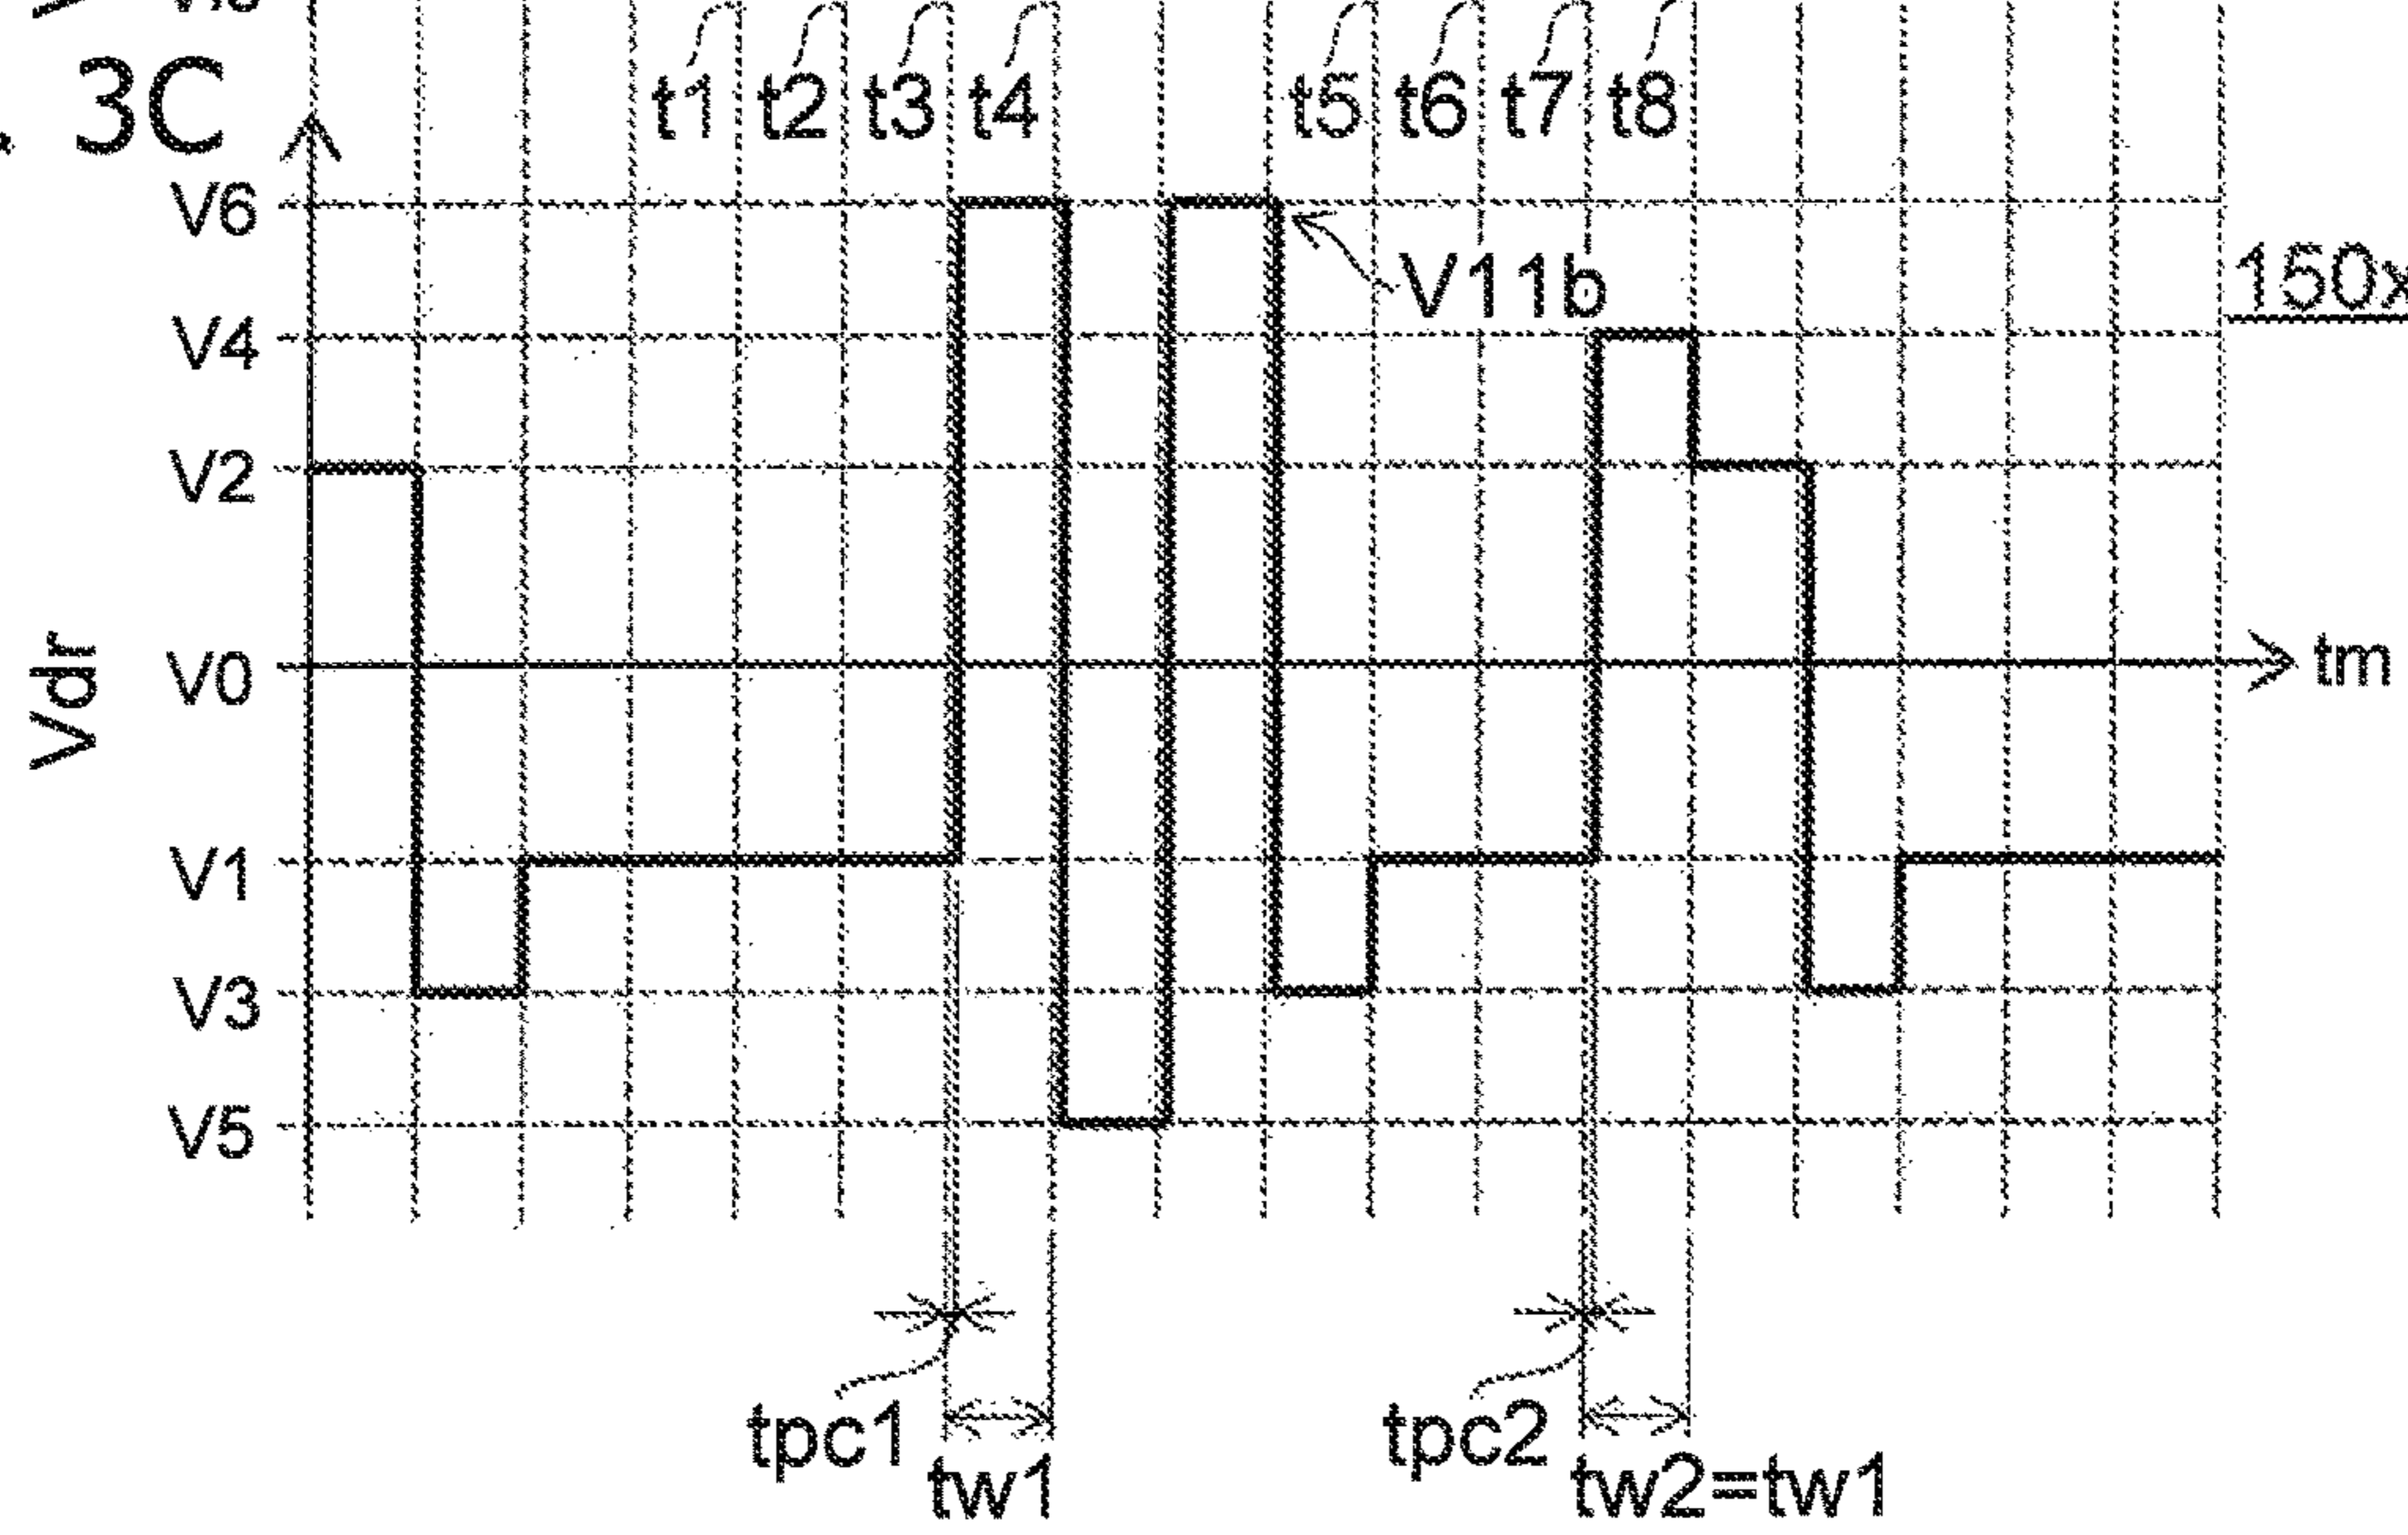 3C
t1 t2 t3 t4 t5 t6 t7 t8
V6
V11b
150x
V4
V2
Vdr
V0
tm
V1
V3
V5
tpc1
tpc2
tw1
tw2=tw1